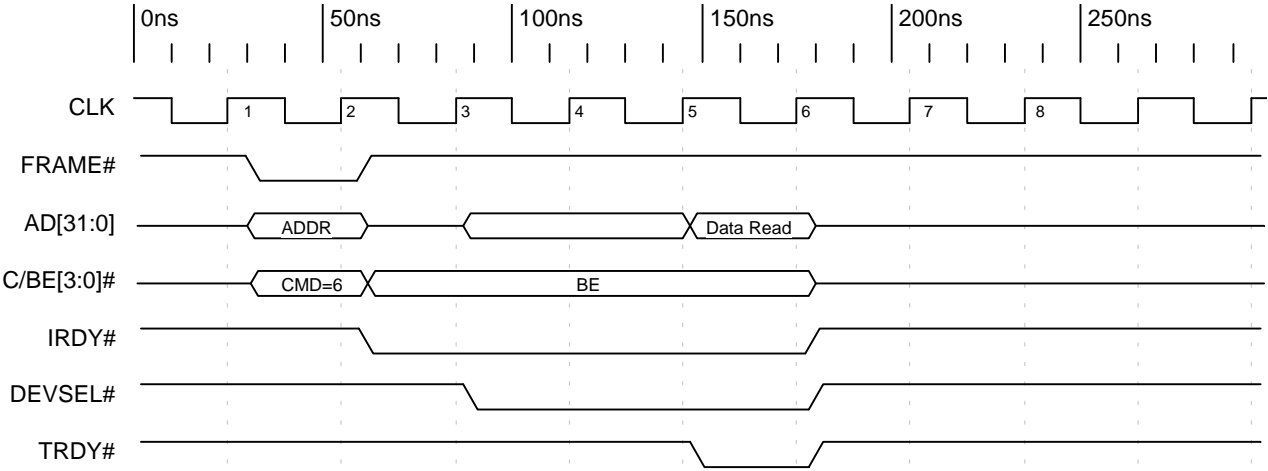 0ns 50ns 100ns 150ns 200ns 250ns
CLK 1 2 3 4 5 6 7 8
FRAME#
AD[31:0] ADDR Data Read
C/BE[3:0]# CMD=6 BE
IRDY#
DEVSEL#
TRDY#